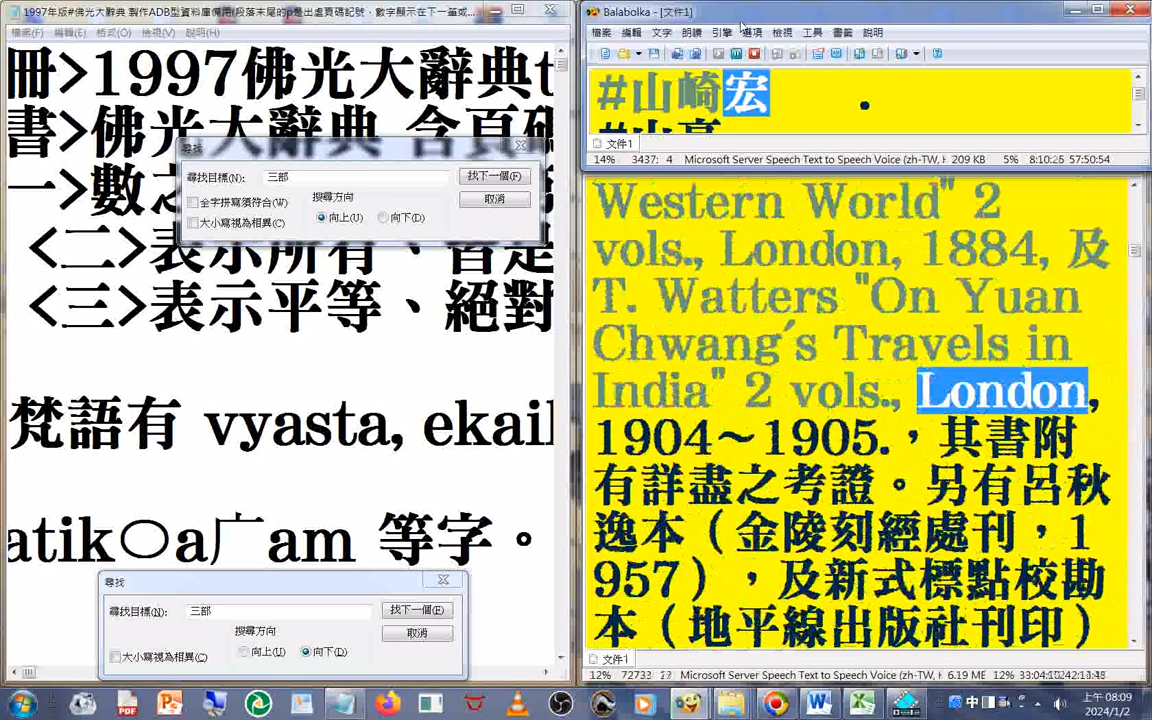 1997年版#佛光大辭典 製作ADB型資料庫備用(段落末尾的p是出處頁碼記號，數字顯示在下一筆或...
檔案(F) 編輯(E) 格式(O) 檢視(V) 說明(H)
冊>1997佛光大辭典t
書>佛光大辭典 含頁碼
一>數之
<二>表示所有、皆是
<三>表示平等、絕對
梵語有 vyasta, ekail
atik○a广am 等字。
尋找
尋找目標(N): 三部
找下一個(F)
全字拼寫須符合(W)
搜尋方向
取消
大小寫視為相異(C)
向上(U) 向下(D)
尋找
尋找目標(N): 三部
找下一個(F)
搜尋方向
取消
大小寫視為相異(C)
向上(U) 向下(D)
Balabolka - [文件1]
檔案 編輯 文字 朗讀 引擎 選項 檢視 工具 書籤 說明
#山崎宏
文件1
14% 3437: 4 Microsoft Server Speech Text to Speech Voice (zh-TW, H 209 KB 5% 8:10:26 57:50:54
Western World" 2
vols., London, 1884, 及
T. Watters "On Yuan
Chwang′s Travels in
India" 2 vols., London,
1904～1905.，其書附
有詳盡之考證。另有呂秋
逸本（金陵刻經處刊，1
957），及新式標點校勘
本（地平線出版社刊印）
文件1
12% Microsoft Server Speech Text to Speech Voice (zh-TW, H 6.19 MB 12%
上午 08:09
2024/1/2